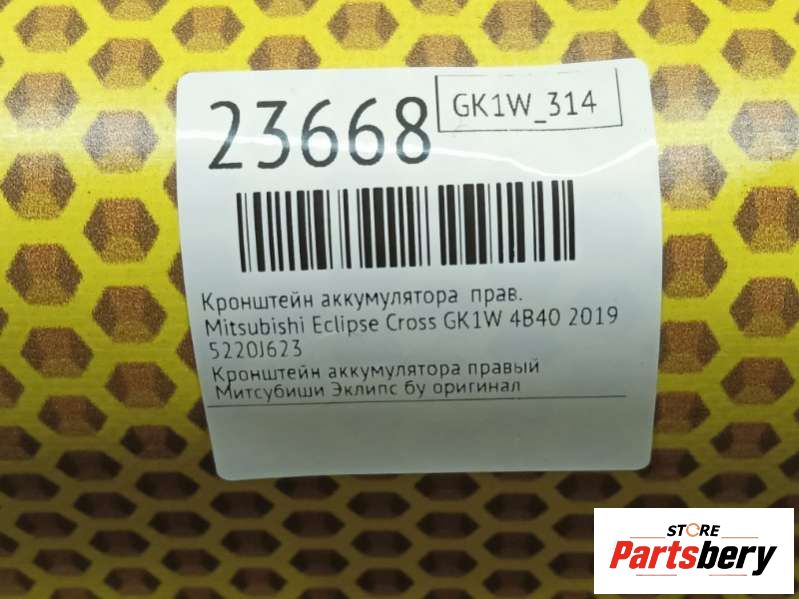 23668
GK1W_314
Кронштейн аккумулятора прав.
Mitsubishi Eclipse Cross GK1W 4B40 2019
5220J623
Кронштейн аккумулятора правый
Митсубиши Эклипс бу оригинал
STORE
Partsbery